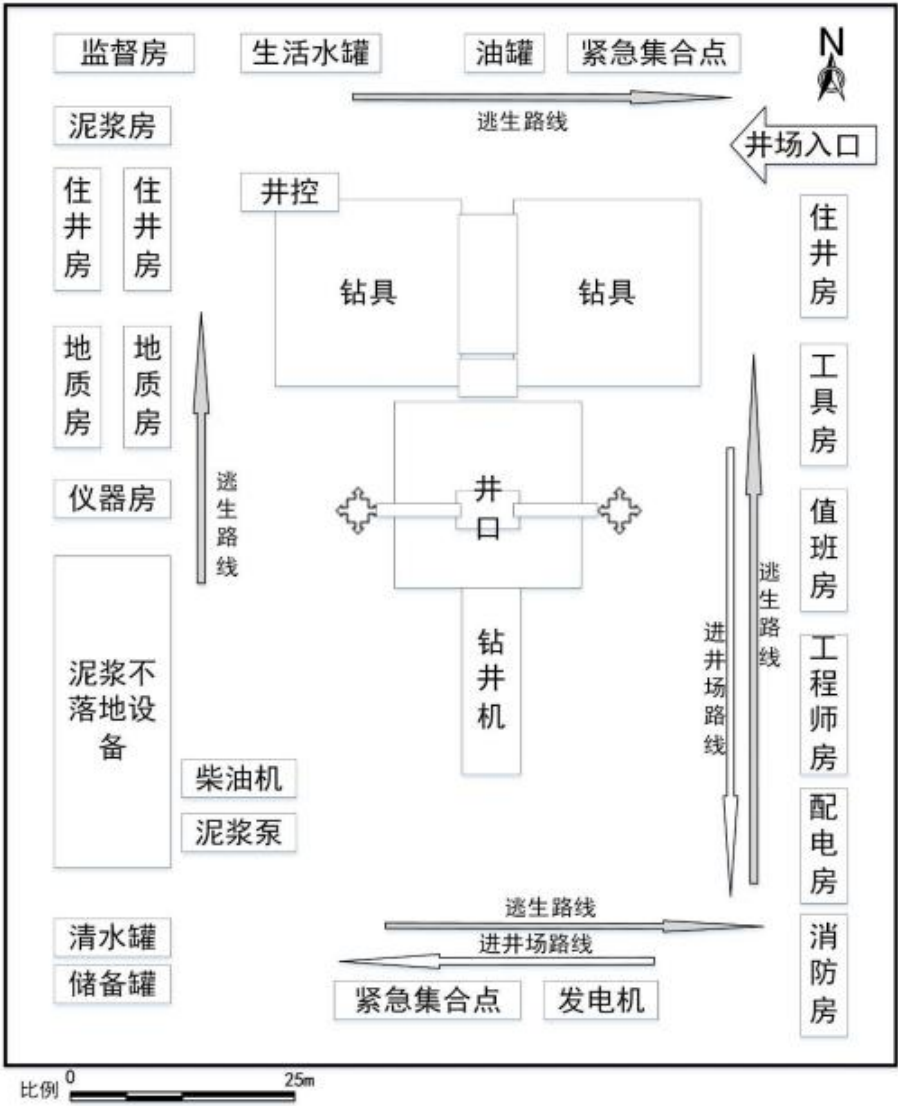 监督房
生活水罐
油罐
紧急集合点
N
逃生路线
泥浆房
井场入口
住井房
住井房
井控
住井房
钻具
钻具
地质房
地质房
工具房
仪器房
逃生路线
井口
值班房
逃生路线
进井场路线
泥浆不
落地设
备
钻井机
工程师房
柴油机
泥浆泵
配电房
逃生路线
进井场路线
清水罐
储备罐
紧急集合点
发电机
消防房
比例 0 25m